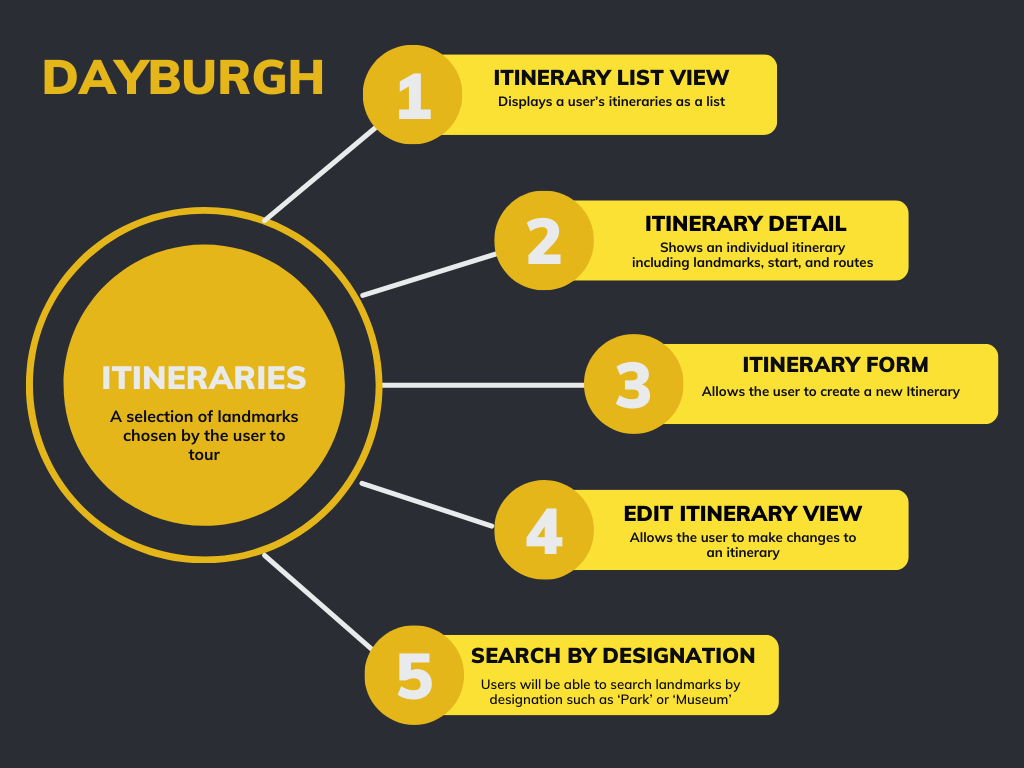 DAYBURGH
1
ITINERARY LIST VIEW
Displays a user's itineraries as a list
2
ITINERARY DETAIL
Shows an individual itinerary
including landmarks, start, and routes
ITINERARIES
A selection of landmarks
chosen by the user to
tour
3
ITINERARY FORM
Allows the user to create a new Itinerary
4
EDIT ITINERARY VIEW
Allows the user to make changes to
an itinerary
5
SEARCH BY DESIGNATION
Users will be able to search landmarks by
designation such as ‘Park’ or ‘Museum’